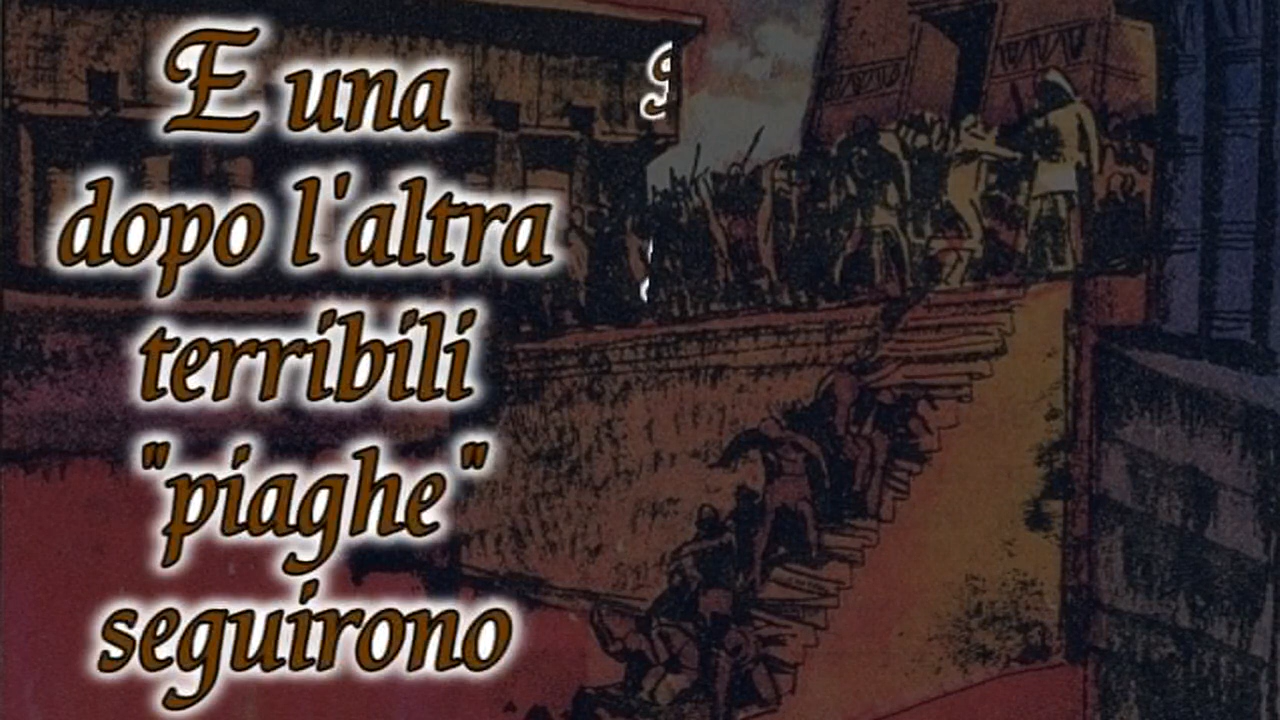 E una
dopo l'altra
terribili
"piaghe"
seguirono